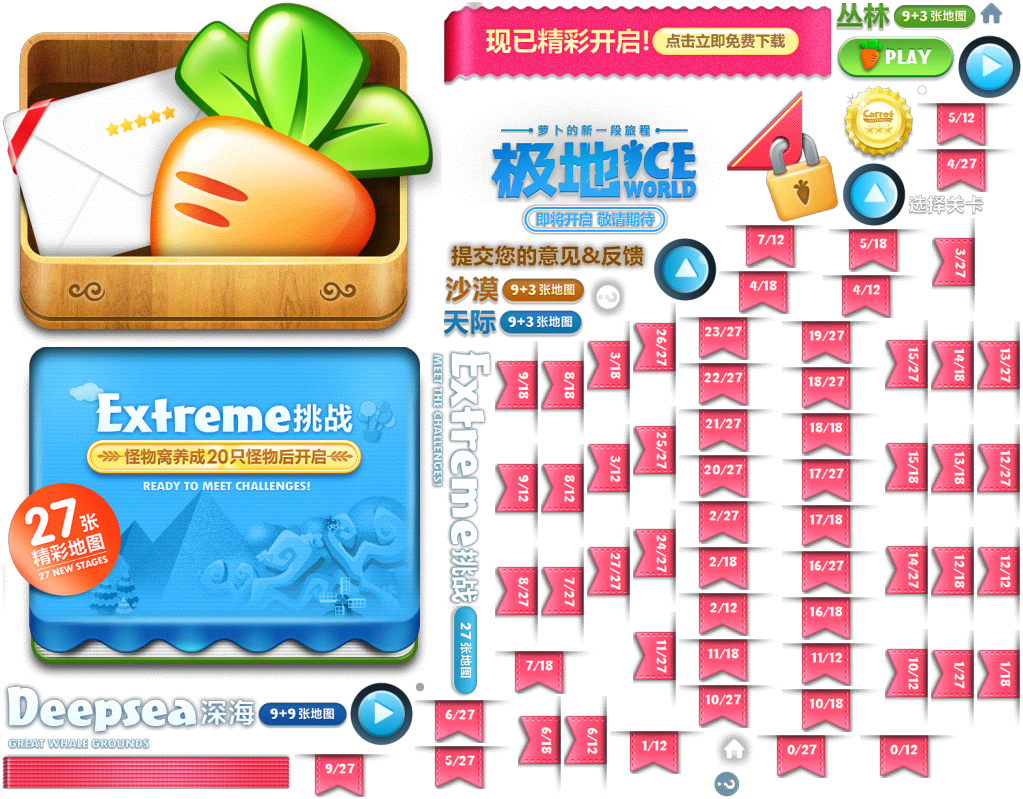 现已精彩开启!
点击立即免费下载
丛林
9+3 张地图
PLAY
Carrot
萝卜的新一段旅程
极地 ICE
WORLD
即将开启 敬请期待
选择关卡
5/12
4/27
7/12
5/18
3/27
4/18
4/12
提交您的意见&反馈
沙漠
9+3 张地图
天际
9+3 张地图
Extreme挑战
怪物窝养成20只怪物后开启
READY TO MEET CHALLENGES!
27张
精彩地图
27 NEW STAGES
Extreme挑战
MEET THE CHALLENGES!
27 张地图
9/18
8/18
3/18
26/27
23/27
19/27
15/27
14/18
13/27
22/27
18/27
21/27
18/18
9/12
8/12
3/12
25/27
20/27
17/27
15/18
13/18
12/27
2/27
17/18
8/27
7/27
27/27
24/27
2/18
16/27
14/27
12/18
12/12
2/12
16/18
7/18
11/27
11/18
11/12
10/12
1/27
1/18
10/27
10/18
Deepsea深海
9+9 张地图
GREAT WHALE GROUNDS
6/27
6/18
6/12
1/12
0/27
0/12
5/27
9/27